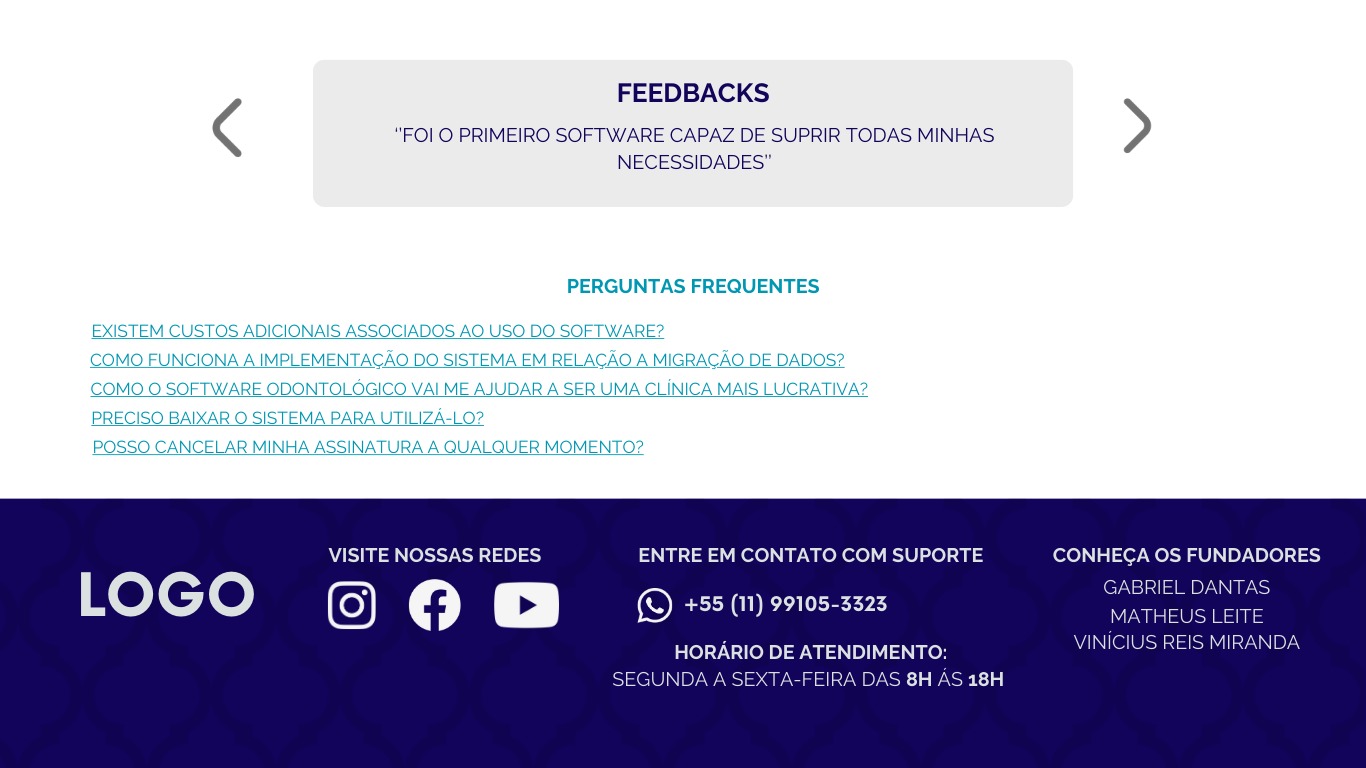 FEEDBACKS
‘’FOI O PRIMEIRO SOFTWARE CAPAZ DE SUPRIR TODAS MINHAS
NECESSIDADES’’
PERGUNTAS FREQUENTES
EXISTEM CUSTOS ADICIONAIS ASSOCIADOS AO USO DO SOFTWARE?
COMO FUNCIONA A IMPLEMENTAÇÃO DO SISTEMA EM RELAÇÃO A MIGRAÇÃO DE DADOS?
COMO O SOFTWARE ODONTOLÓGICO VAI ME AJUDAR A SER UMA CLÍNICA MAIS LUCRATIVA?
PRECISO BAIXAR O SISTEMA PARA UTILIZÁ-LO?
POSSO CANCELAR MINHA ASSINATURA A QUALQUER MOMENTO?
LOGO
VISITE NOSSAS REDES
ENTRE EM CONTATO COM SUPORTE
+55 (11) 99105-3323
HORÁRIO DE ATENDIMENTO:
SEGUNDA A SEXTA-FEIRA DAS 8H ÁS 18H
CONHEÇA OS FUNDADORES
GABRIEL DANTAS
MATHEUS LEITE
VINÍCIUS REIS MIRANDA